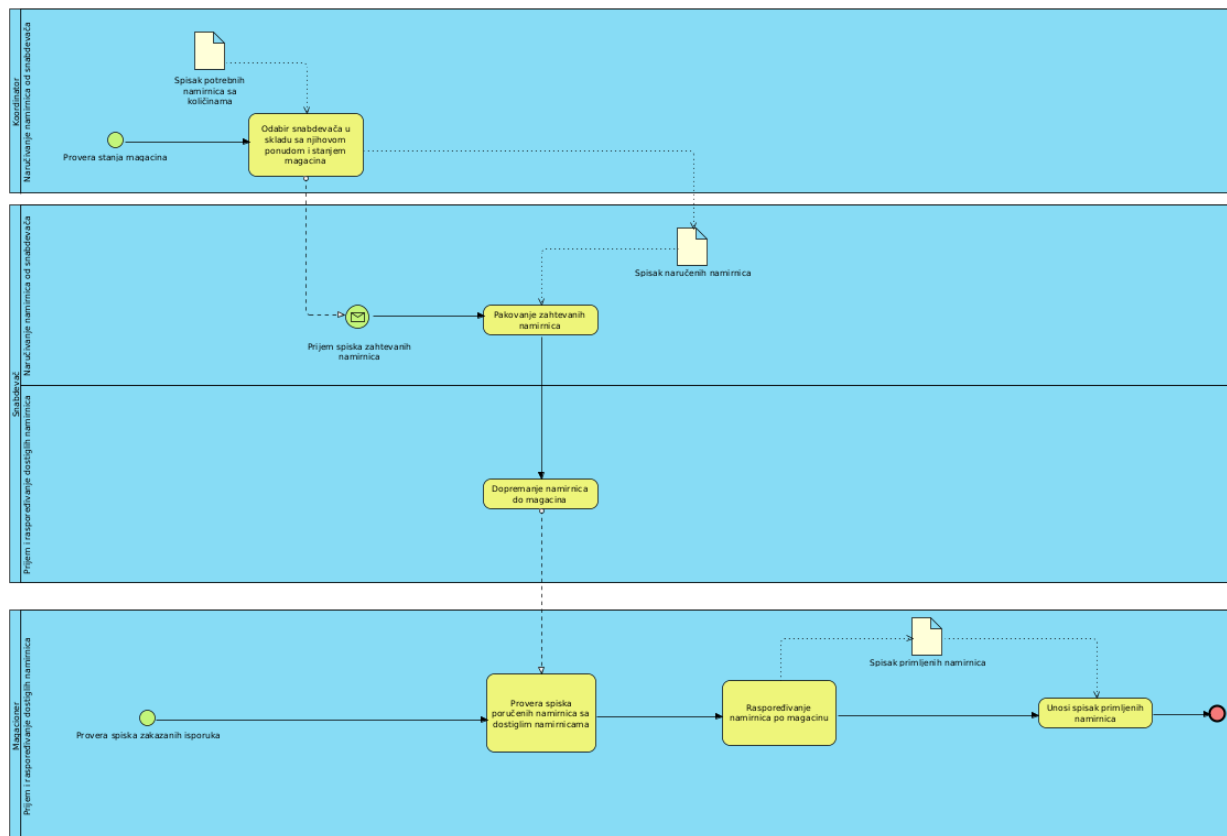 Koordinator
Naručivanje namirnica od snabdevača
Spisak potrebnih
namirnica sa
količinama
Provera stanja magacina
Odabir snabdevača u
skladu sa njihovom
ponudom i stanjem
magacina
Snabdevač
Naručivanje namirnica od snabdevača
Spisak naručenih namirnica
Prijem spiska zahtevanih
namirnica
Pakovanje zahtevanih
namirnica
Prijem i raspoređivanje dostiglih namirnica
Dopremanje namirnica
do magacina
Magacioner
Prijem i raspoređivanje dostiglih namirnica
Provera spiska zakazanih isporuka
Provera spiska
poručenih namirnica sa
dostiglim namirnicama
Raspoređivanje
namirnica po magacinu
Spisak primljenih namirnica
Unosi spisak primljenih
namirnica